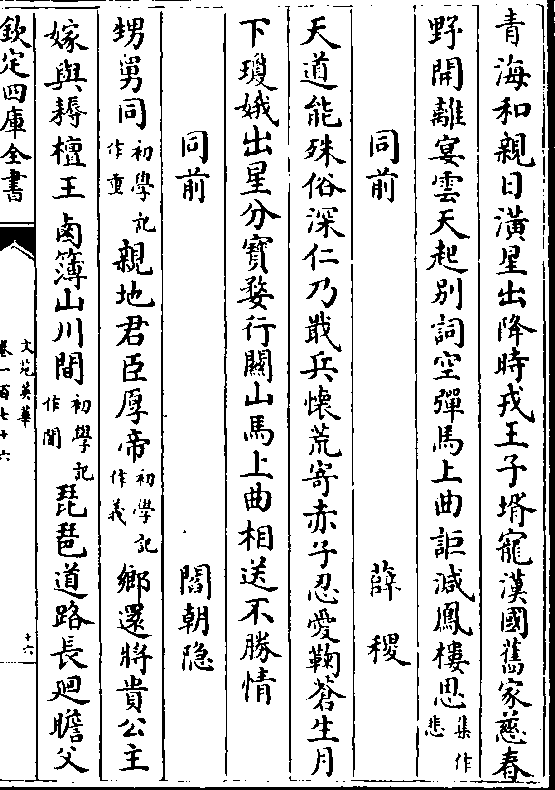 青海和親日潢星出降時戎王子壻寵漢國舊家慈春
野開離宴雲天起別詞空彈馬上曲詎減鳳樓思集作悲
同前 薛稷
天道能殊俗深仁乃戢兵懷荒寄赤子忍愛鞠蒼生月
下瓊娥出星分寶婺行關山馬上曲相送不勝情
同前 閻朝隐
甥舅同初學記作重親地君臣厚帝初學記作義鄉還將貴公主
嫁與耨檀王鹵簿山川間初學記作聞琵琶道路長廻瞻父
欽定四庫全書
文苑英華
卷一百七十六
十六